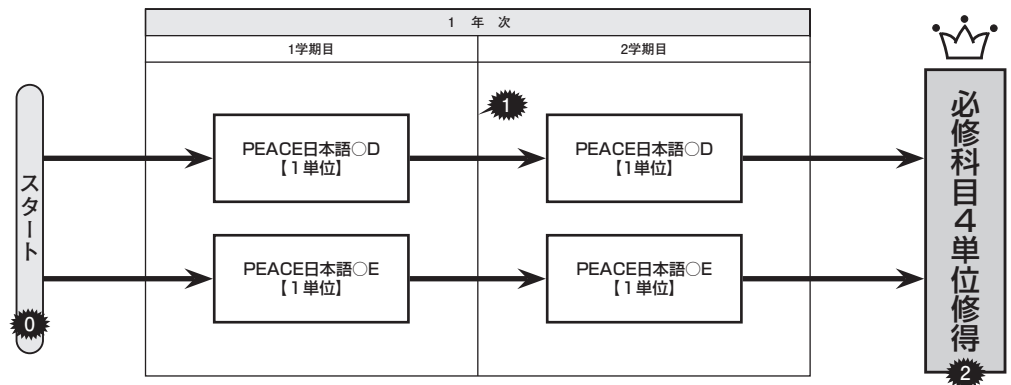 1 年 次
1学期目
2学期目
スタート
0
PEACE日本語○D
【1単位】
1
PEACE日本語○D
【1単位】
PEACE日本語○E
【1単位】
PEACE日本語○E
【1単位】
必修科目4単位修得
2